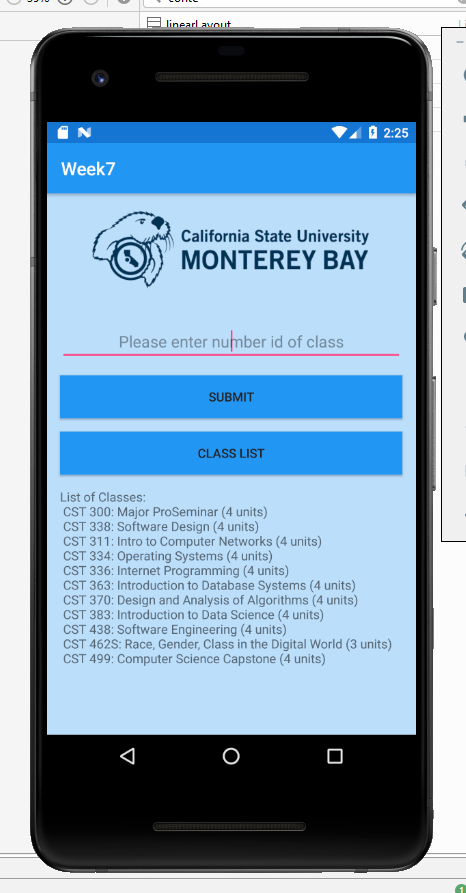 linearLayout
2:25
Week7
California State University
MONTEREY BAY
Please enter number id of class
SUBMIT
CLASS LIST
List of Classes:
CST 300: Major ProSeminar (4 units)
CST 338: Software Design (4 units)
CST 311: Intro to Computer Networks (4 units)
CST 334: Operating Systems (4 units)
CST 336: Internet Programming (4 units)
CST 363: Introduction to Database Systems (4 units)
CST 370: Design and Analysis of Algorithms (4 units)
CST 383: Introduction to Data Science (4 units)
CST 438: Software Engineering (4 units)
CST 462S: Race, Gender, Class in the Digital World (3 units)
CST 499: Computer Science Capstone (4 units)
1